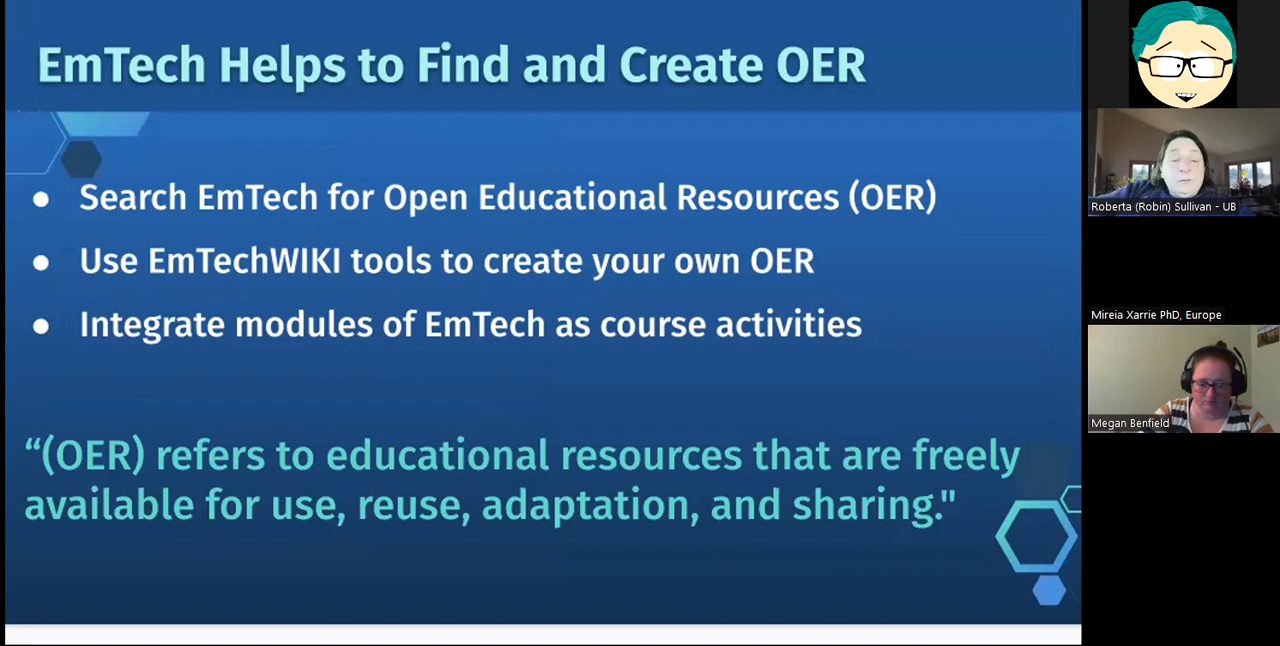 EmTech Helps to Find and Create OER
● Search EmTech for Open Educational Resources (OER)
● Use EmTechWIKI tools to create your own OER
● Integrate modules of EmTech as course activities
“(OER) refers to educational resources that are freely
available for use, reuse, adaptation, and sharing."
Roberta (Robin) Sullivan - UB
Mireia Xarrie PhD, Europe
Megan Benfield